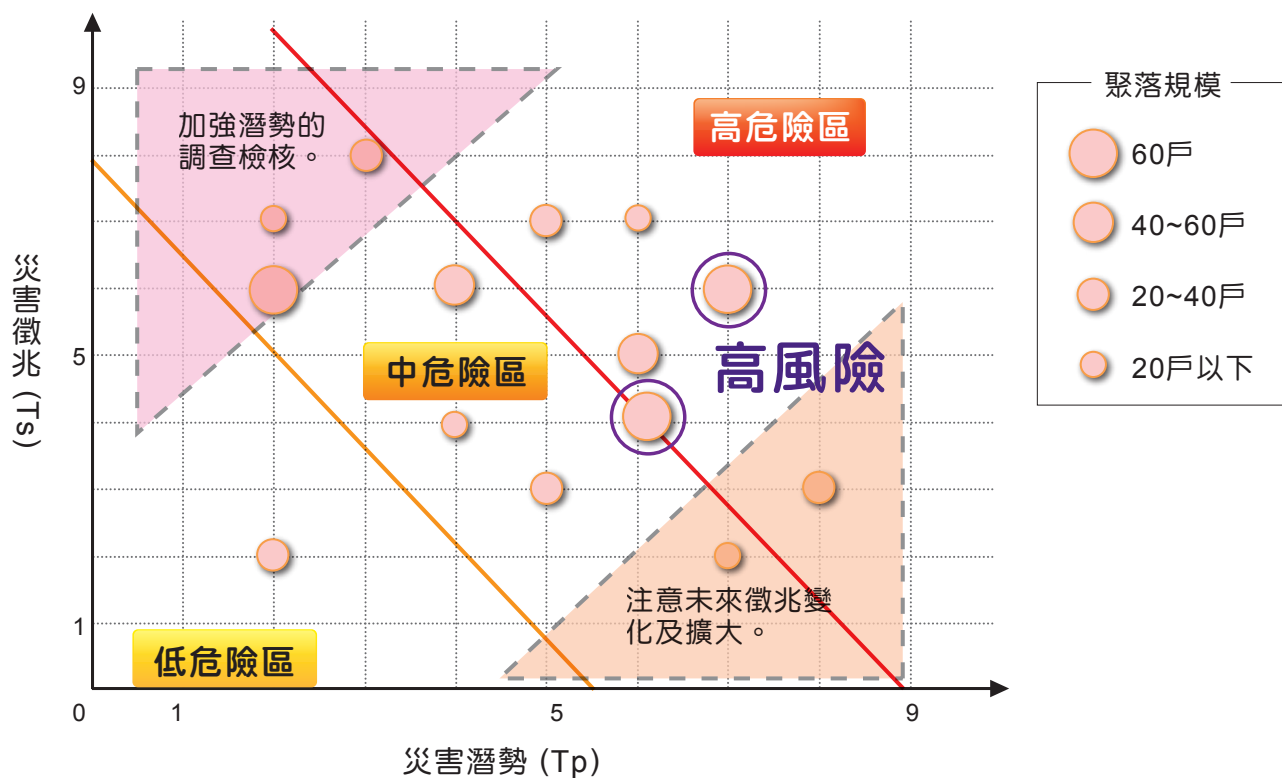 9
加強潛勢的
調查檢核。
高危險區
聚落規模
60戶
40~60戶
20~40戶
20戶以下
災害徵兆 (Ts)
5
中危險區
高風險
注意未來徵兆變
化及擴大。
1
低危險區
0
1
5
9
災害潛勢 (Tp)